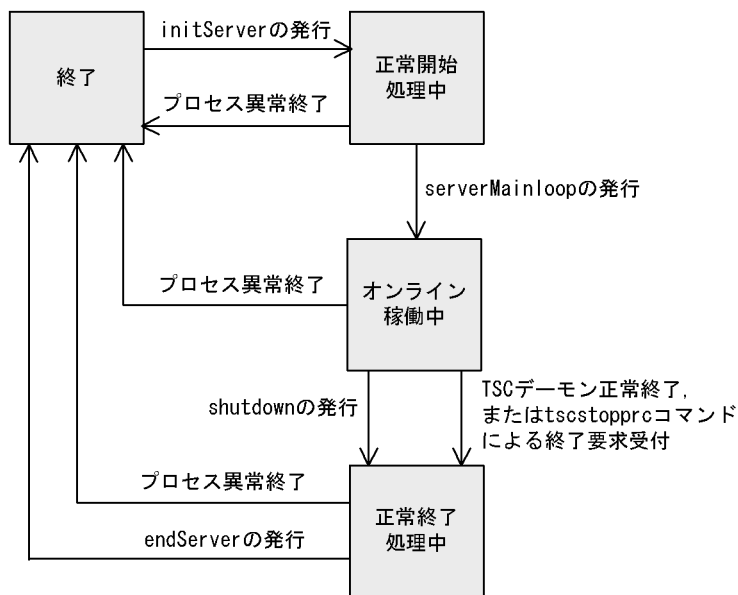 initServerの発行
終了
正常開始
処理中
プロセス異常終了
serverMainloopの発行
プロセス異常終了
オンライン
稼働中
shutdownの発行
TSCデーモン正常終了,
またはtscstopprcコマンド
による終了要求受付
プロセス異常終了
正常終了
処理中
endServerの発行